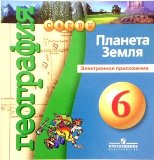 география
СФЕРЫ
Планета
Земля
Электронное приложение
6
ПРОСВЕЩЕНИЕ